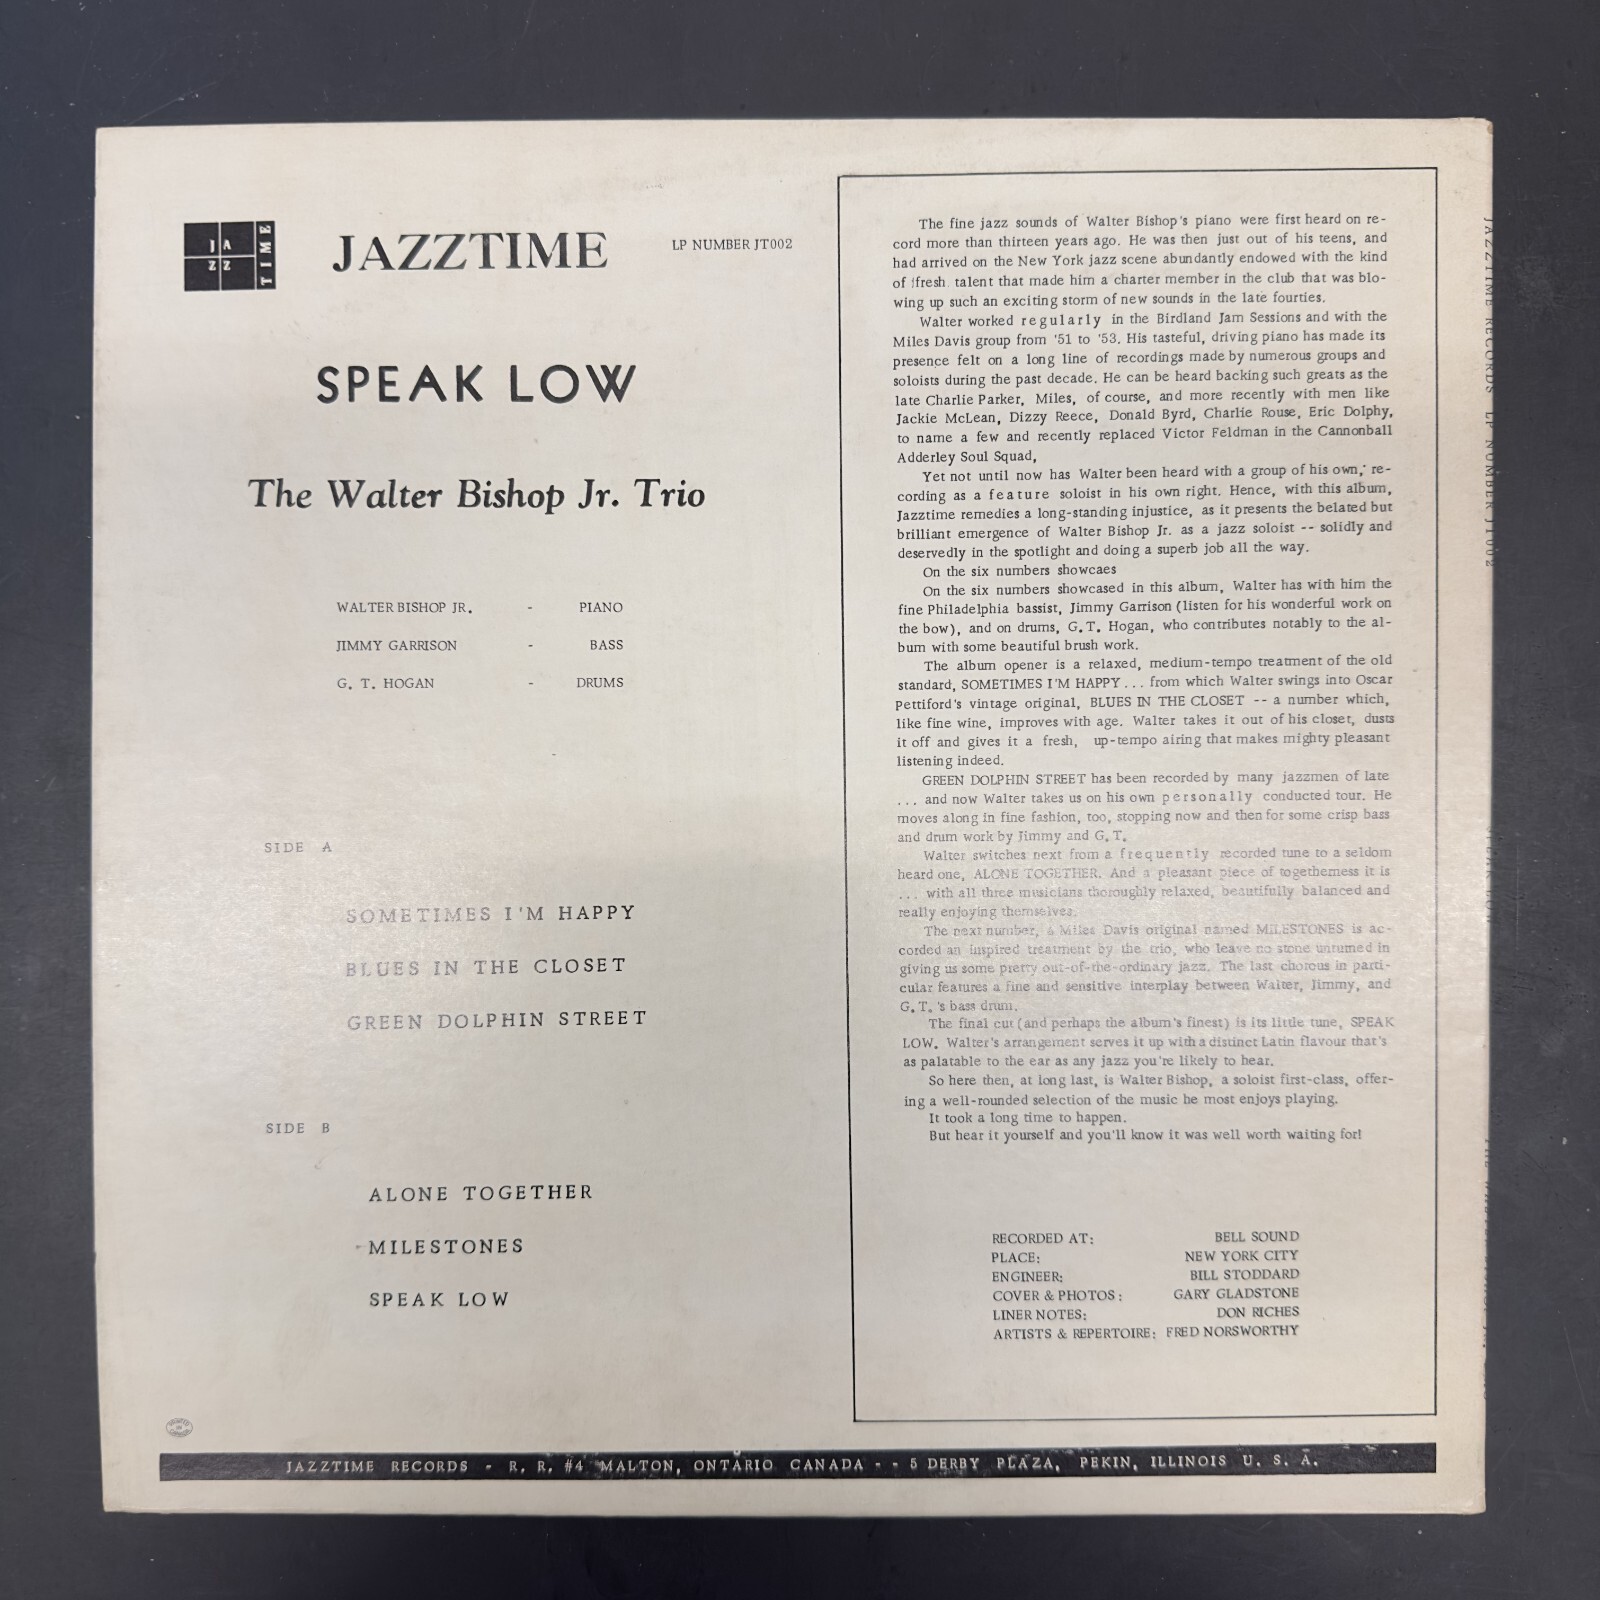 JA
ZZ
TIME
JAZZTIME
LP NUMBER JT002
SPEAK LOW
The Walter Bishop Jr. Trio
WALTER BISHOP JR. - PIANO
JIMMY GARRISON - BASS
G. T. HOGAN - DRUMS
SIDE A
SOMETIMES I'M HAPPY
BLUES IN THE CLOSET
GREEN DOLPHIN STREET
SIDE B
ALONE TOGETHER
MILESTONES
SPEAK LOW
The fine jazz sounds of Walter Bishop's piano were first heard on re-
cord more than thirteen years ago. He was then just out of his teens, and
had arrived on the New York jazz scene abundantly endowed with the kind
of fresh talent that made him a charter member in the club that was blo-
wing up such an exciting storm of new sounds in the late fourties.
Walter worked regularly in the Birdland Jam Sessions and with the
Miles Davis group from '51 to '53. His tasteful, driving piano has made its
presence felt on a long line of recordings made by numerous groups and
soloists during the past decade. He can be heard backing such greats as the
late Charlie Parker, Miles, of course, and more recently with men like
Jackie McLean, Dizzy Reece, Donald Byrd, Charlie Rouse, Eric Dolphy,
to name a few and recently replaced Victor Feldman in the Cannonball
Adderley Soul Squad,
Yet not until now has Walter been heard with a group of his own, re-
cording as a feature soloist in his own right. Hence, with this album,
Jazztime remedies a long-standing injustice, as it presents the belated but
brilliant emergence of Walter Bishop Jr. as a jazz soloist -- solidly and
deservedly in the spotlight and doing a superb job all the way.
On the six numbers showcaes
On the six numbers showcased in this album, Walter has with him the
fine Philadelphia bassist, Jimmy Garrison (listen for his wonderful work on
the bow), and on drums, G. T. Hogan, who contributes notably to the al-
bum with some beautiful brush work.
The album opener is a relaxed, medium-tempo treatment of the old
standard, SOMETIMES I'M HAPPY ... from which Walter swings into Oscar
Pettiford's vintage original, BLUES IN THE CLOSET -- a number which,
like fine wine, improves with age. Walter takes it out of his closet, dusts
it off and gives it a fresh, up-tempo airing that makes mighty pleasant
listening indeed.
GREEN DOLPHIN STREET has been recorded by many jazzmen of late
... and now Walter takes us on his own personally conducted tour. He
moves along in fine fashion, too, stopping now and then for some crisp bass
and drum work by Jimmy and G. T.
Walter switches next from a frequently recorded tune to a seldom
heard one, ALONE TOGETHER. And a pleasant piece of togetherness it is
... with all three musicians thoroughly relaxed, beautifully balanced and
really enjoying themselves.
The next number, a Miles Davis original named MILESTONES is ac-
corded an inspired treatment by the trio, who leave no stone unturned in
giving us some pretty out-of-the-ordinary jazz. The last chorous in parti-
cular features a fine and sensitive interplay between Walter, Jimmy, and
G. T.'s bass drum.
The final cut (and perhaps the album's finest) is its little tune, SPEAK
LOW. Walter's arrangement serves it up with a distinct Latin flavour that's
as palatable to the ear as any jazz you're likely to hear.
So here then, at long last, is Walter Bishop, a soloist first-class, offer-
ing a well-rounded selection of the music he most enjoys playing.
It took a long time to happen.
But hear it yourself and you'll know it was well worth waiting for!
RECORDED AT: BELL SOUND
PLACE: NEW YORK CITY
ENGINEER: BILL STODDARD
COVER & PHOTOS: GARY GLADSTONE
LINER NOTES: DON RICHES
ARTISTS & REPERTOIRE: FRED NORSWORTHY
JAZZTIME RECORDS - R. R. #4 MALTON, ONTARIO CANADA - - 5 DERBY PLAZA, PEKIN, ILLINOIS U. S. A.
JAZZTIME RECORDS LP NUMBER JT002